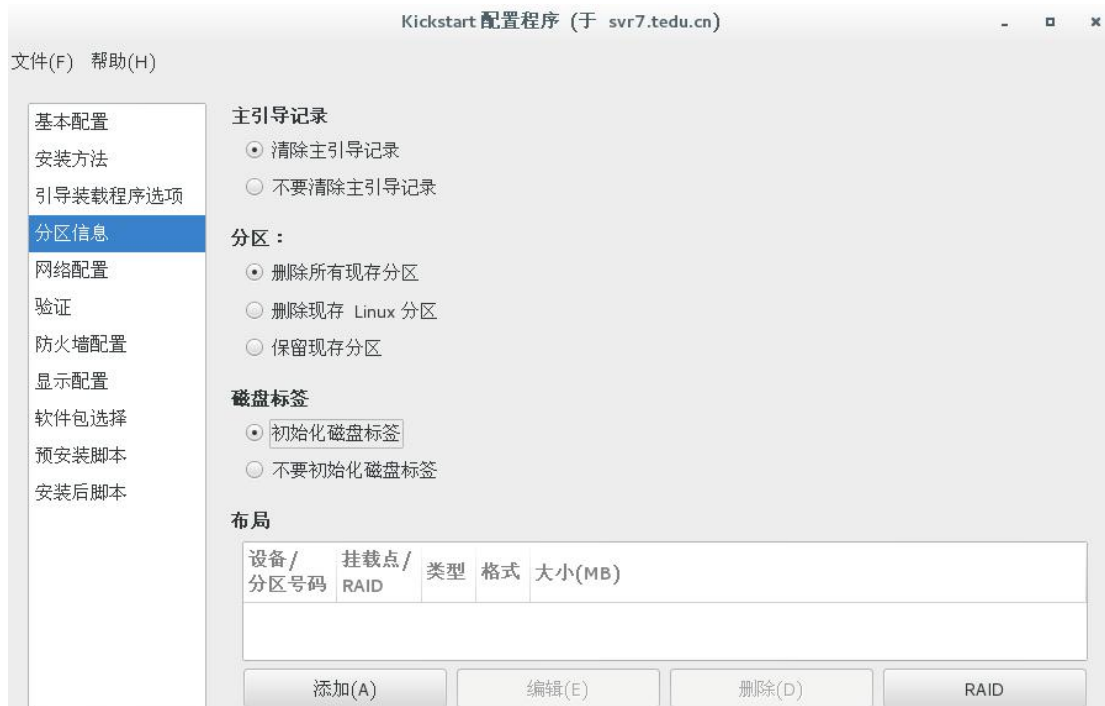 Kickstart 配置程序 (于 svr7.tedu.cn)
文件(F) 帮助(H)
基本配置
安装方法
引导装载程序选项
分区信息
网络配置
验证
防火墙配置
显示配置
软件包选择
预安装脚本
安装后脚本
主引导记录
清除主引导记录
不要清除主引导记录
分区：
删除所有现存分区
删除现存 Linux 分区
保留现存分区
磁盘标签
初始化磁盘标签
不要初始化磁盘标签
布局
设备/ 挂载点/ 类型 格式 大小(MB)
分区号码 RAID
添加(A) 编辑(E) 删除(D) RAID